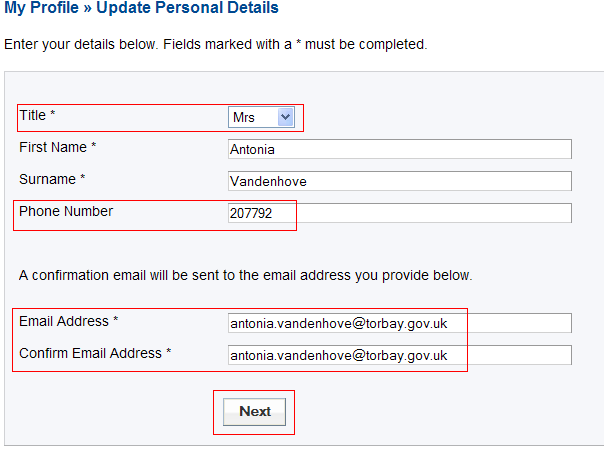 My Profile » Update Personal Details
Enter your details below. Fields marked with a * must be completed.
Title * Mrs
First Name * Antonia
Surname * Vandenhove
Phone Number 207792
A confirmation email will be sent to the email address you provide below.
Email Address * antonia.vandenhove@torbay.gov.uk
Confirm Email Address * antonia.vandenhove@torbay.gov.uk
Next